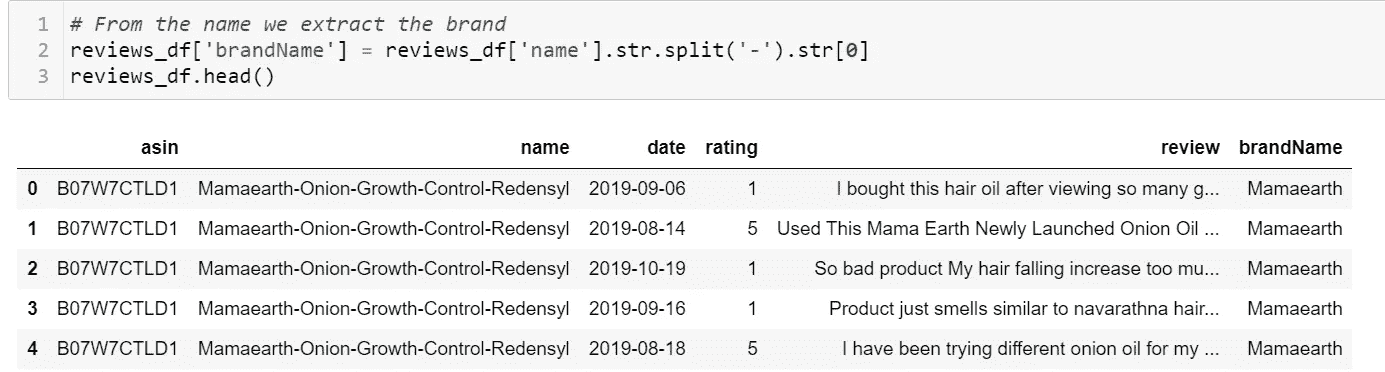 1 # From the name we extract the brand
2 reviews_df['brandName'] = reviews_df['name'].str.split('-').str[0]
3 reviews_df.head()
asin name date rating review brandName
0 B07W7CTLD1 Mamaearth-Onion-Growth-Control-Redensyl 2019-09-06 1 I bought this hair oil after viewing so many g... Mamaearth
1 B07W7CTLD1 Mamaearth-Onion-Growth-Control-Redensyl 2019-08-14 5 Used This Mama Earth Newly Launched Onion Oil ... Mamaearth
2 B07W7CTLD1 Mamaearth-Onion-Growth-Control-Redensyl 2019-10-19 1 So bad product My hair falling increase too mu... Mamaearth
3 B07W7CTLD1 Mamaearth-Onion-Growth-Control-Redensyl 2019-09-16 1 Product just smells similar to navarathna hair... Mamaearth
4 B07W7CTLD1 Mamaearth-Onion-Growth-Control-Redensyl 2019-08-18 5 I have been trying different onion oil for my ... Mamaearth